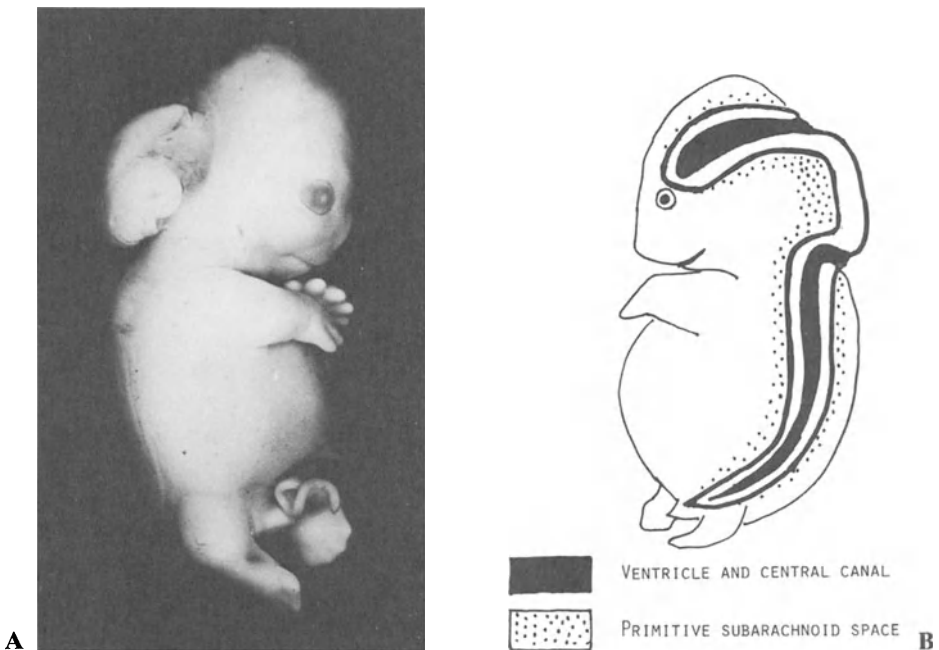 A
VENTRICLE AND CENTRAL CANAL
PRIMITIVE SUBARACHNOID SPACE
B